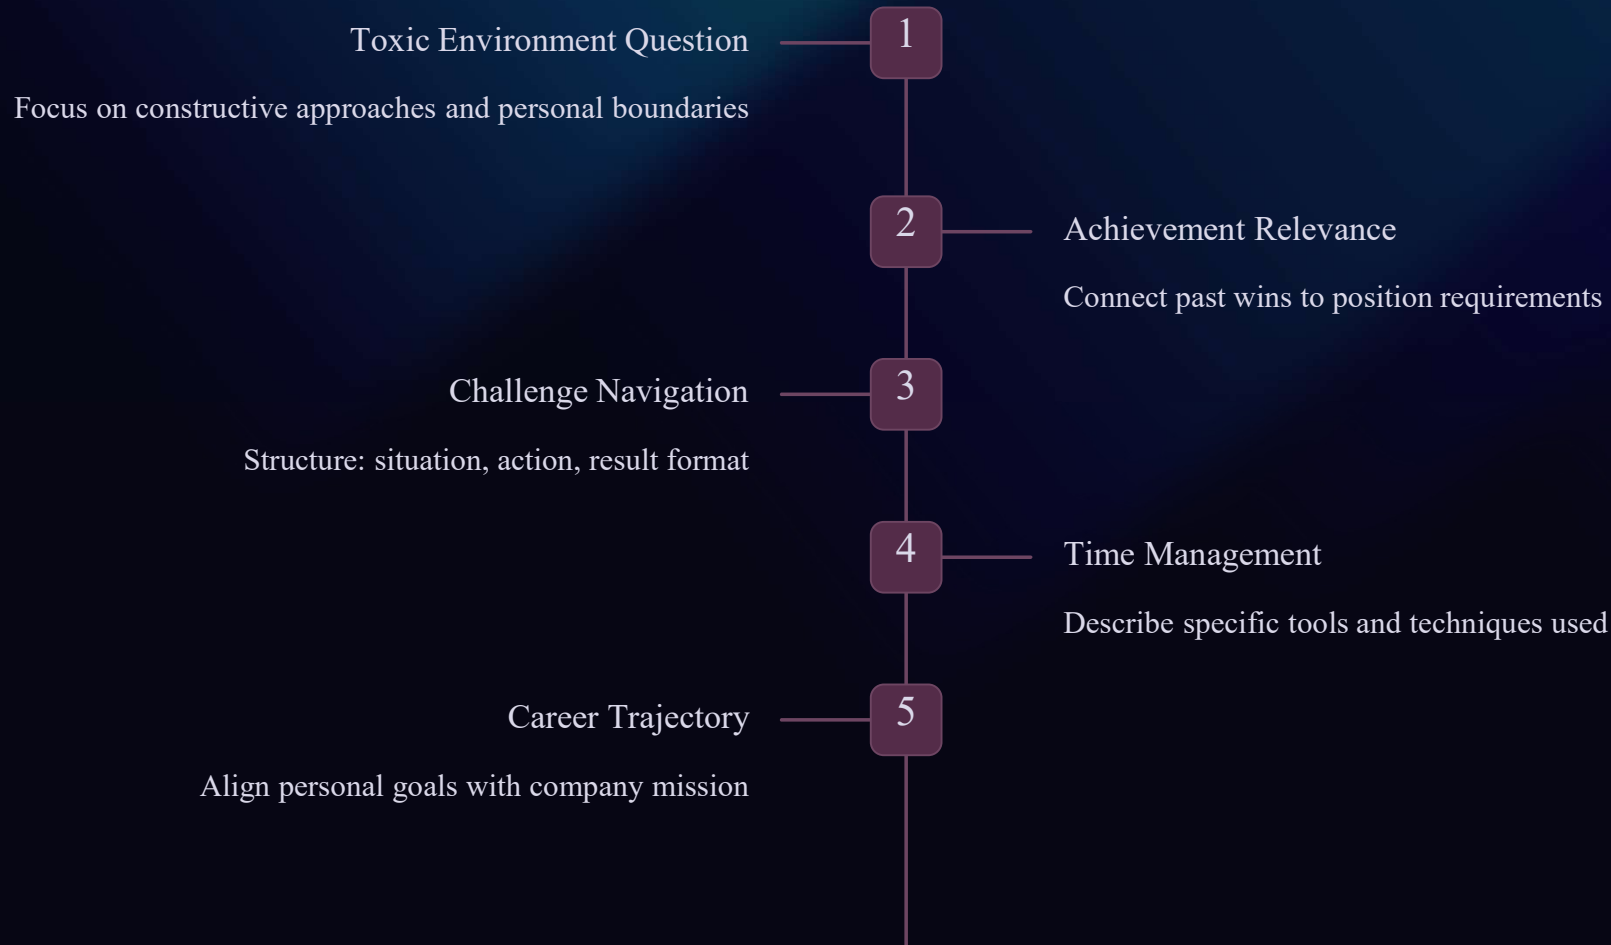 1
Toxic Environment Question
Focus on constructive approaches and personal boundaries
2
Achievement Relevance
Connect past wins to position requirements
3
Challenge Navigation
Structure: situation, action, result format
4
Time Management
Describe specific tools and techniques used
5
Career Trajectory
Align personal goals with company mission